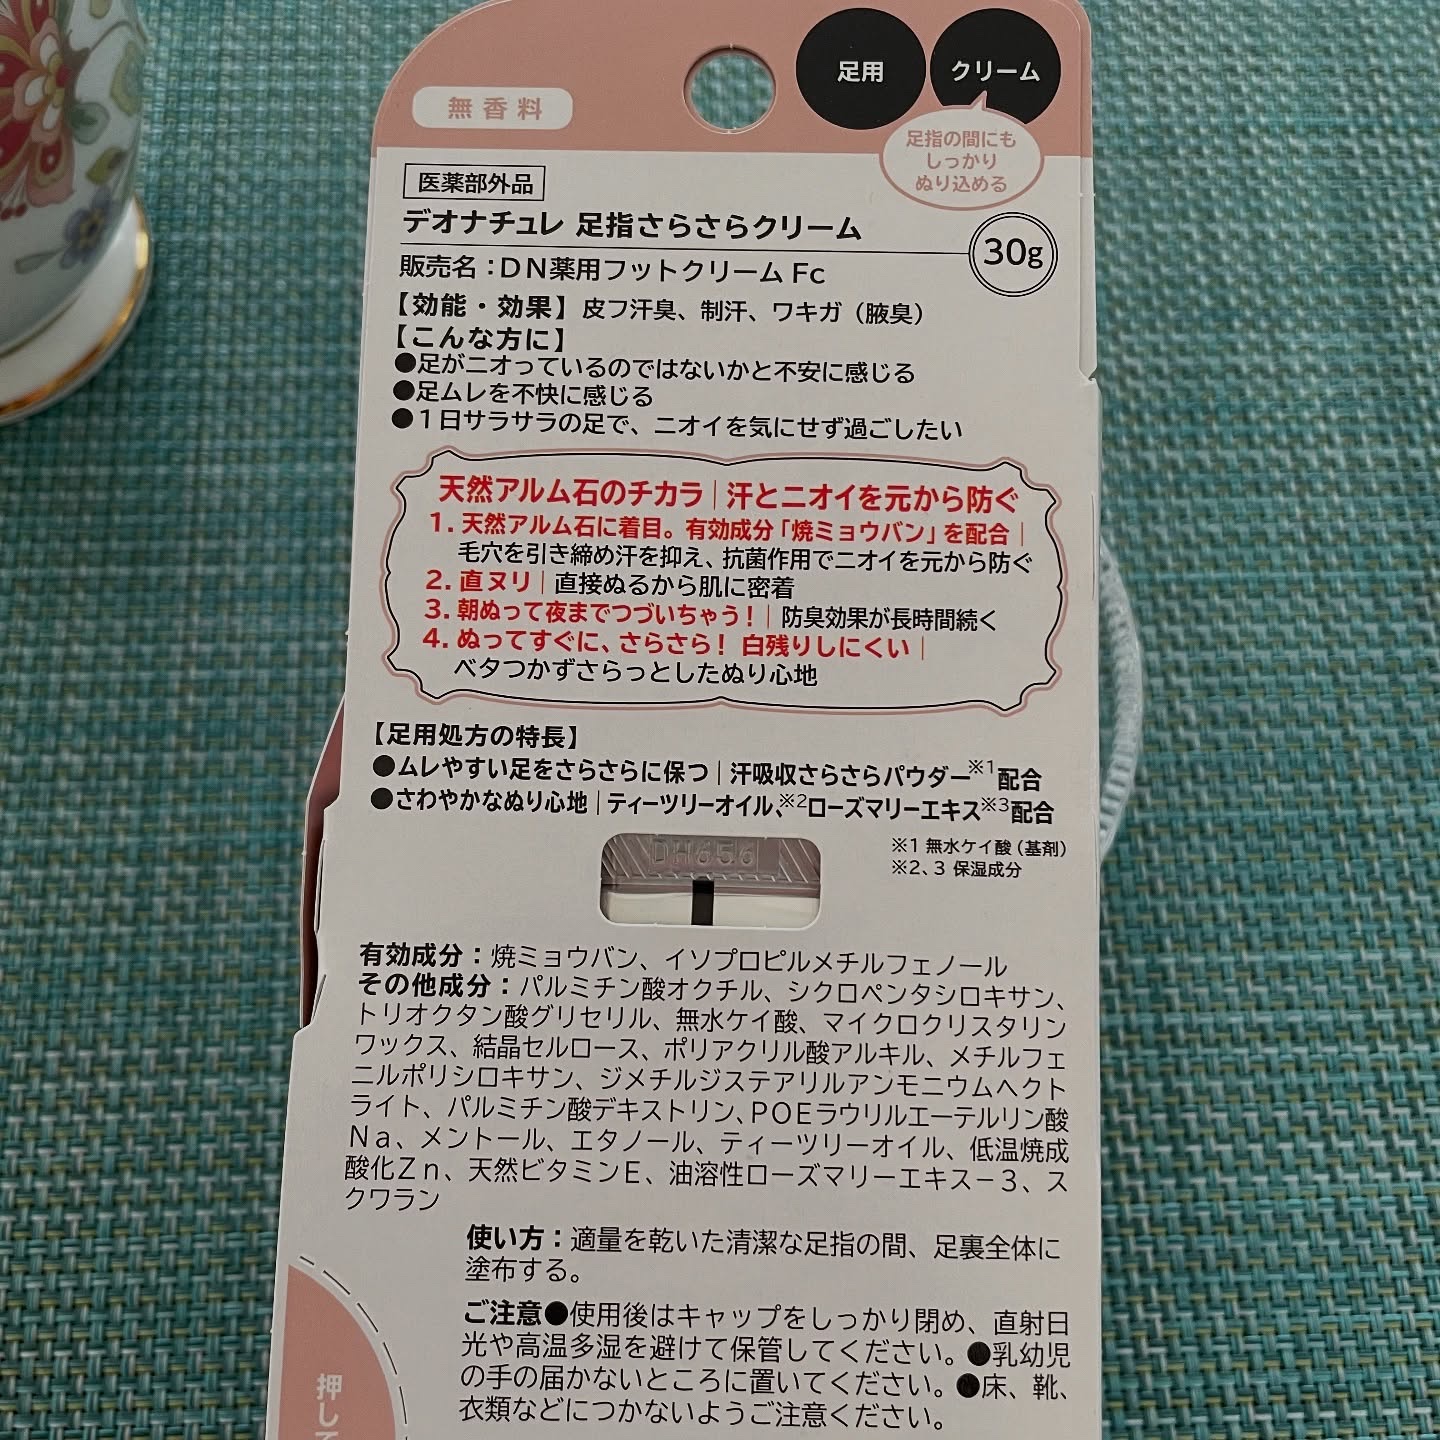 足用
クリーム
無香料
足指の間にも
しっかり
ぬり込める
医薬部外品
デオナチュレ 足指さらさらクリーム
30g
販売名：DN薬用フットクリーム Fc
【効能・効果】皮フ汗臭、制汗、ワキガ（腋臭）
【こんな方に】
●足がニオっているのではないかと不安に感じる
●足ムレを不快に感じる
●1日サラサラの足で、ニオイを気にせず過ごしたい
天然アルム石のチカラ｜汗とニオイを元から防ぐ
1. 天然アルム石に着目。有効成分「焼ミョウバン」を配合｜
毛穴を引き締め汗を抑え、抗菌作用でニオイを元から防ぐ
2. 直ヌリ｜直接ぬるから肌に密着
3. 朝ぬって夜までつづいちゃう！｜防臭効果が長時間続く
4. ぬってすぐに、さらさら！ 白残りしにくい｜
ベタつかずさらっとしたぬり心地
【足用処方の特長】
●ムレやすい足をさらさらに保つ｜汗吸収さらさらパウダー※1配合
●さわやかなぬり心地｜ティーツリーオイル、※2ローズマリーエキス※3配合
※1 無水ケイ酸（基剤）
※2、3 保湿成分
DH656
有効成分：焼ミョウバン、イソプロピルメチルフェノール
その他成分：パルミチン酸オクチル、シクロペンタシロキサン、
トリオクタン酸グリセリル、無水ケイ酸、マイクロクリスタリン
ワックス、結晶セルロース、ポリアクリル酸アルキル、メチルフェ
ニルポリシロキサン、ジメチルジステアリルアンモニウムヘクト
ライト、パルミチン酸デキストリン、POEラウリルエーテルリン酸
Na、メントール、エタノール、ティーツリーオイル、低温焼成
酸化Zn、天然ビタミンE、油溶性ローズマリーエキス－3、ス
クワラン
使い方：適量を乾いた清潔な足指の間、足裏全体に
塗布する。
ご注意●使用後はキャップをしっかり閉め、直射日
光や高温多湿を避けて保管してください。●乳幼児
の手の届かないところに置いてください。●床、靴、
衣類などにつかないようご注意ください。
押して